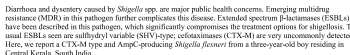 Diarrhoea and dysentery caused by Shigella spp. are major public health concerns. Emerging multidrug
resistance (MDR) in this pathogen further complicates this disease. Extended spectrum β-lactamases (ESBLs)
have been described in this pathogen, which significantly compromises the treatment options for shigellosis. T
usual ESBLs seen are sulfhydryl variable (SHV)-type; cefotaximases (CTX-M) are very uncommonly detected
Here, we report a CTX-M type and AmpC-producing Shigella flexneri from a three-year-old boy residing in
Central Kerala, South India.